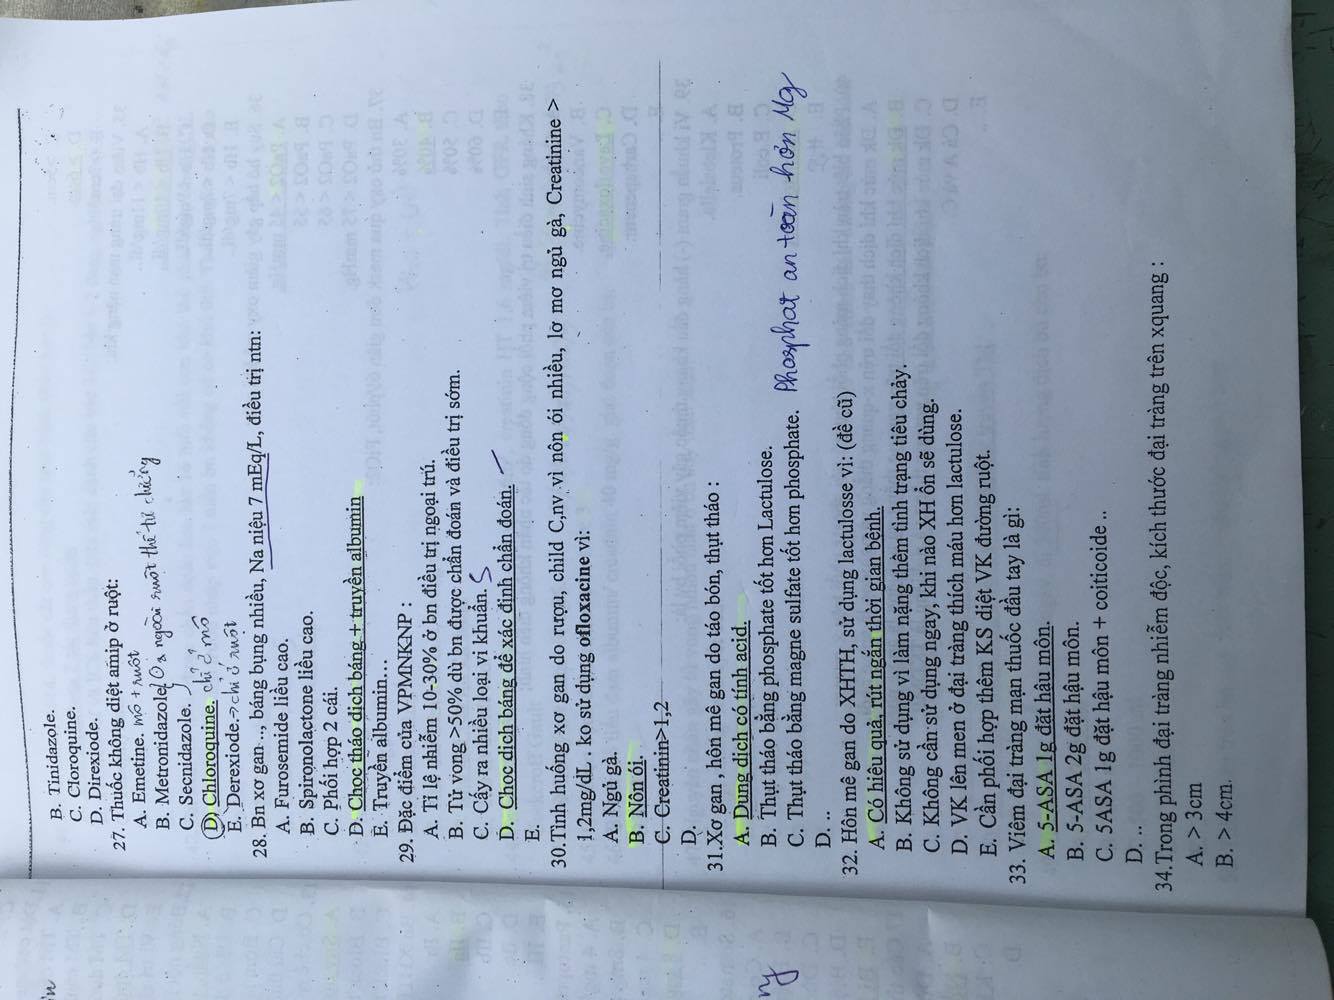 B. Tinidazole.
C. Cloroquine.
D. Direxiode.
27. Thuốc không diệt amip ở ruột:
A. Emetine. mô + ruột
B. Metronidazole. ngoài ruột thể tư chướng
C. Secnidazole.
D. Chloroquine. chỉ ở mô
E. Derexiode.→chỉ ở ruột
28. Bn xơ gan .., báng bụng nhiều, Na niệu 7 mEq/L, điều trị ntn:
A. Furosemide liều cao.
B. Spironolactone liều cao.
C. Phối hợp 2 cái.
D. Chọc tháo dịch báng + truyền albumin
E. Truyền albumin...
29. Đặc điểm của VPMNKNP :
A. Tỉ lệ nhiễm 10-30% ở bn điều trị ngoại trú.
B. Tử vong >50% dù bn được chẩn đoán và điều trị sớm.
C. Cấy ra nhiều loại vi khuẩn. S
D. Chọc dịch báng để xác định chẩn đoán.
E.
30.Tình huống xơ gan do rượu, child C,nv vì nôn ói nhiều, lờ mơ ngủ gà, Creatinine >
1,2mg/dL . ko sử dụng ofloxacine vì:
A. Ngủ gà.
B. Nôn ói.
C. Creatinin>1,2
D.
31.Xơ gan , hôn mê gan do táo bón, thụt tháo :
A. Dung dịch có tính acid.
B. Thụt tháo bằng phosphate tốt hơn Lactulose.
C. Thụt tháo bằng magne sulfate tốt hơn phosphate. Phosphat an toàn hơn Mg
D. ..
32. Hôn mê gan do XHTH, sử dụng lactulosse vì: (đề cũ)
A. Có hiệu quả, rút ngắn thời gian bệnh.
B. Không sử dụng vì làm nặng thêm tình trạng tiêu chảy.
C. Không cần sử dụng ngay, khi nào XH ổn sẽ dùng.
D. VK lên men ở đại tràng thích máu hơn lactulose.
E. Cần phối hợp thêm KS diệt VK đường ruột.
33. Viêm đại tràng mạn thuốc đầu tay là gì:
A. 5-ASA 1g đặt hậu môn.
B. 5-ASA 2g đặt hậu môn.
C. 5ASA 1g đặt hậu môn + coiticoide ..
D. ..
34.Trong phình đại tràng nhiễm độc, kích thước đại tràng trên xquang :
A. > 3cm
B. > 4cm.